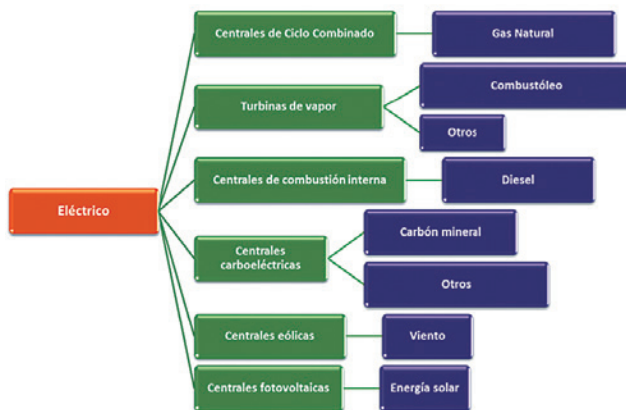 Eléctrico
Centrales de Ciclo Combinado
Gas Natural
Turbinas de vapor
Combustóleo
Otros
Centrales de combustión interna
Diesel
Centrales
carboeléctricas
Carbón mineral
Otros
Centrales eólicas
Viento
Centrales fotovoltaicas
Energía solar